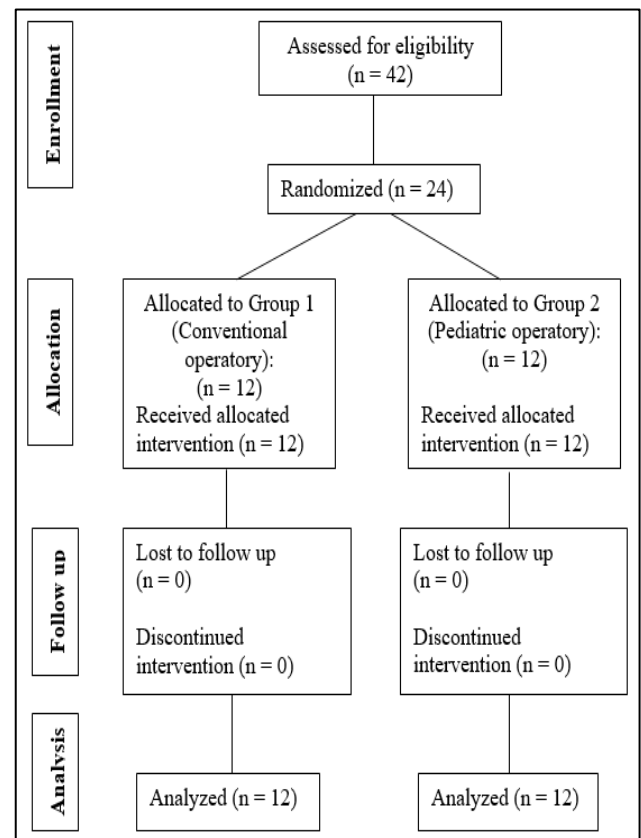 Enrollment
Assessed for eligibility
(n = 42)
Randomized (n = 24)
Allocation
Allocated to Group 1
(Conventional
operatory):
(n = 12)
Received allocated
intervention (n = 12)
Allocated to Group 2
(Pediatric operatory):
(n = 12)
Received allocated
intervention (n = 12)
Follow up
Lost to follow up
(n = 0)
Discontinued
intervention (n = 0)
Lost to follow up
(n = 0)
Discontinued
intervention (n = 0)
Analysis
Analyzed (n = 12)
Analyzed (n = 12)